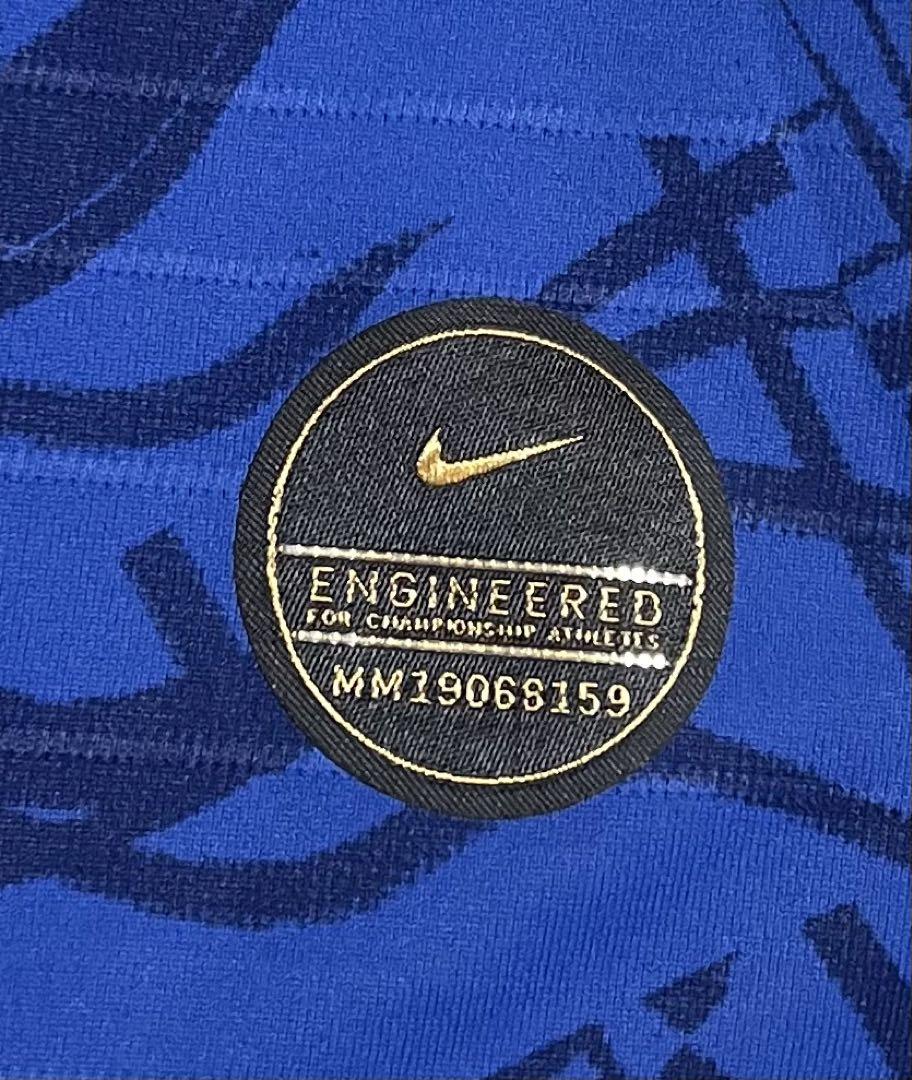 ENGINEERED
FOR CHAMPIONSHIP ATHLETES
MM19068159